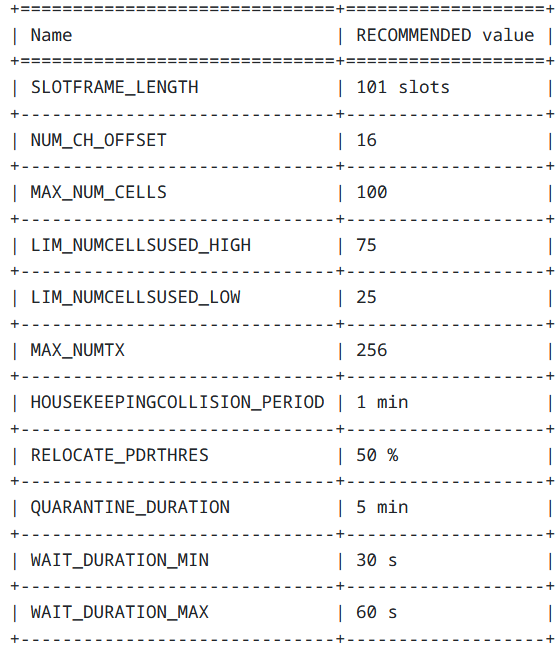 +==============================+===================+
| Name                         | RECOMMENDED value |
+==============================+===================+
| SLOTFRAME_LENGTH             | 101 slots         |
+------------------------------+-------------------+
| NUM_CH_OFFSET                | 16                |
+------------------------------+-------------------+
| MAX_NUM_CELLS                | 100               |
+------------------------------+-------------------+
| LIM_NUMCELLSUSED_HIGH        | 75                |
+------------------------------+-------------------+
| LIM_NUMCELLSUSED_LOW         | 25                |
+------------------------------+-------------------+
| MAX_NUMTX                    | 256               |
+------------------------------+-------------------+
| HOUSEKEEPINGCOLLISION_PERIOD | 1 min             |
+------------------------------+-------------------+
| RELOCATE_PDRTHRES            | 50 %              |
+------------------------------+-------------------+
| QUARANTINE_DURATION          | 5 min             |
+------------------------------+-------------------+
| WAIT_DURATION_MIN            | 30 s              |
+------------------------------+-------------------+
| WAIT_DURATION_MAX            | 60 s              |
+------------------------------+-------------------+